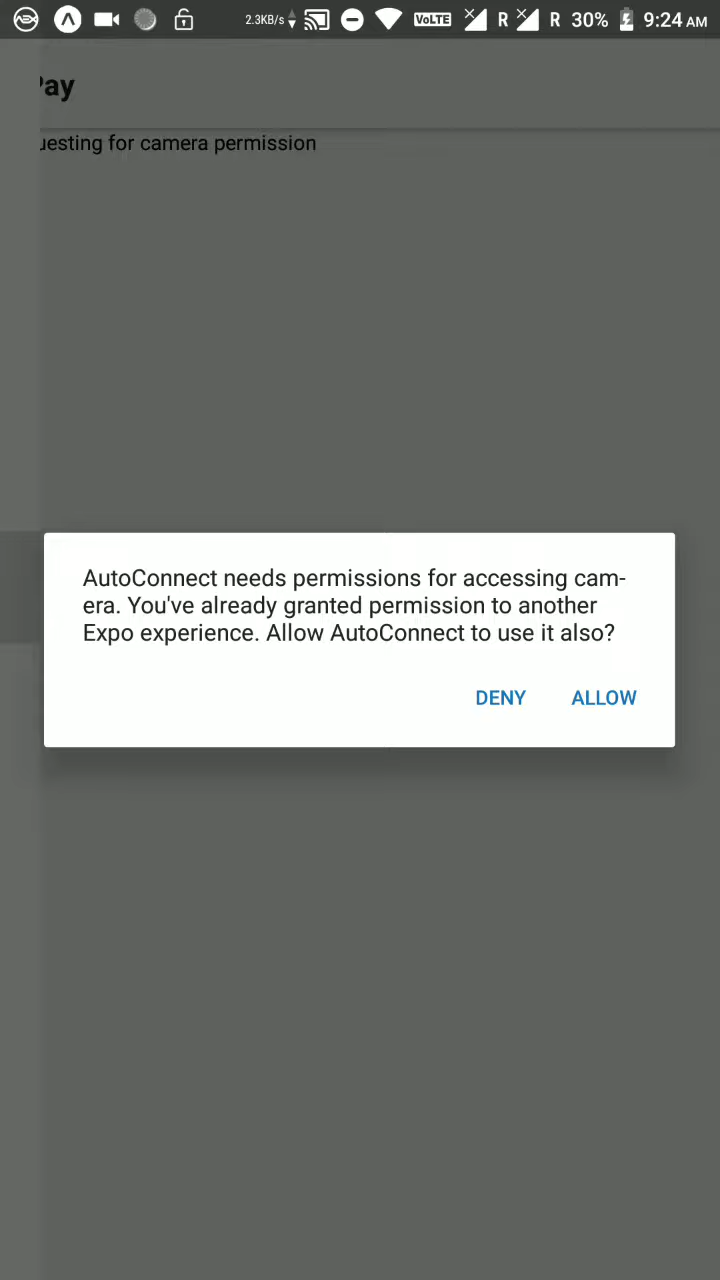 2.3KB/s VoLTE R R 30% 9:24 AM
Pay
uesting for camera permission
AutoConnect needs permissions for accessing cam-
era. You've already granted permission to another
Expo experience. Allow AutoConnect to use it also?
DENY ALLOW